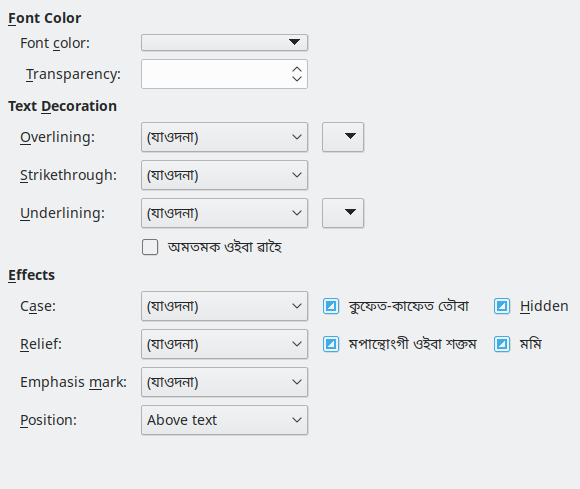 Font Color
Font color:
Transparency:
Text Decoration
Overlining: (যাওদনা)
Strikethrough: (যাওদনা)
Underlining: (যাওদনা)
অমতমক ওইবা ৱাহৈ
Effects
Case: (যাওদনা) কুফেত-কাফেত তৌবা Hidden
Relief: (যাওদনা) মপান্থোংগী ওইবা শক্তম মমি
Emphasis mark: (যাওদনা)
Position: Above text